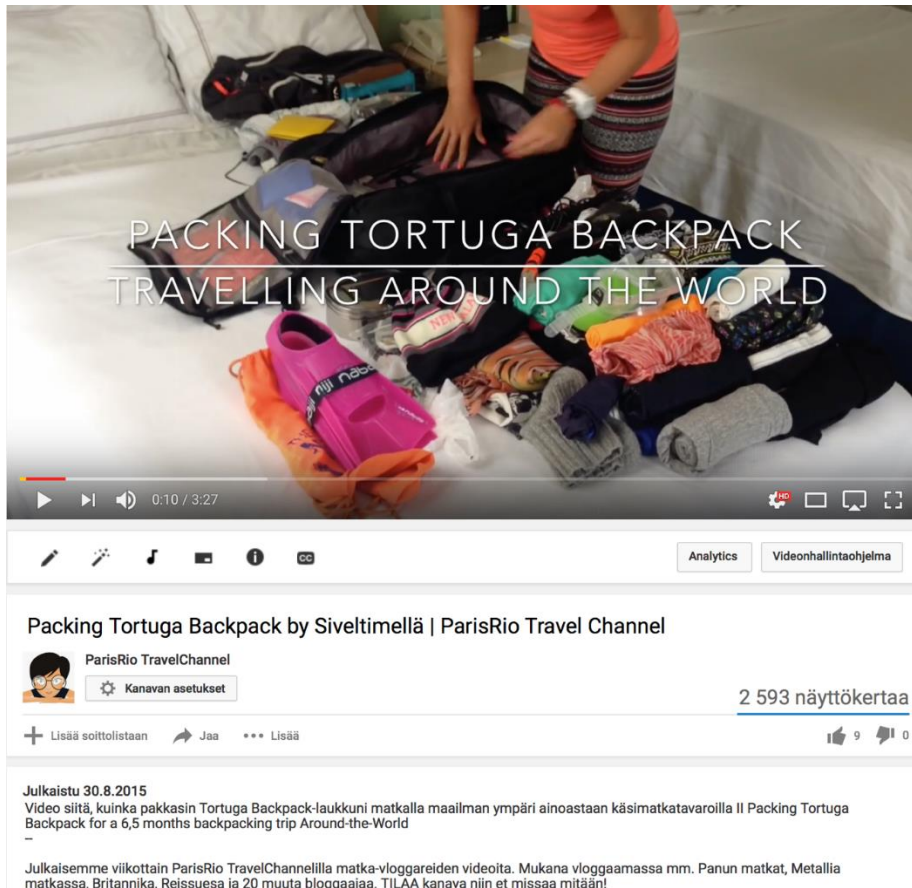 PACKING TORTUGA BACKPACK
TRAVELLING AROUND THE WORLD
niji nabaiji
0:10 / 3:27
HD
CC
Analytics
Videonhallintaohjelma
Packing Tortuga Backpack by Siveltimellä | ParisRio Travel Channel
ParisRio TravelChannel
Kanavan asetukset
2 593 näyttökertaa
Lisää soittolistaan
Jaa
Lisää
9
0
Julkaistu 30.8.2015
Video siitä, kuinka pakkasin Tortuga Backpack-laukkuni matkalla maailman ympäri ainoastaan käsimatkatavaroilla II Packing Tortuga
Backpack for a 6,5 months backpacking trip Around-the-World
--
Julkaisemme viikottain ParisRio TravelChannelilla matka-vloggareiden videoita. Mukana vloggaamassa mm. Panun matkat, Metallia
matkassa, Britannika, Reissuesa ja 20 muuta bloggaajaa. TILAA kanava niin et missaa mitään!